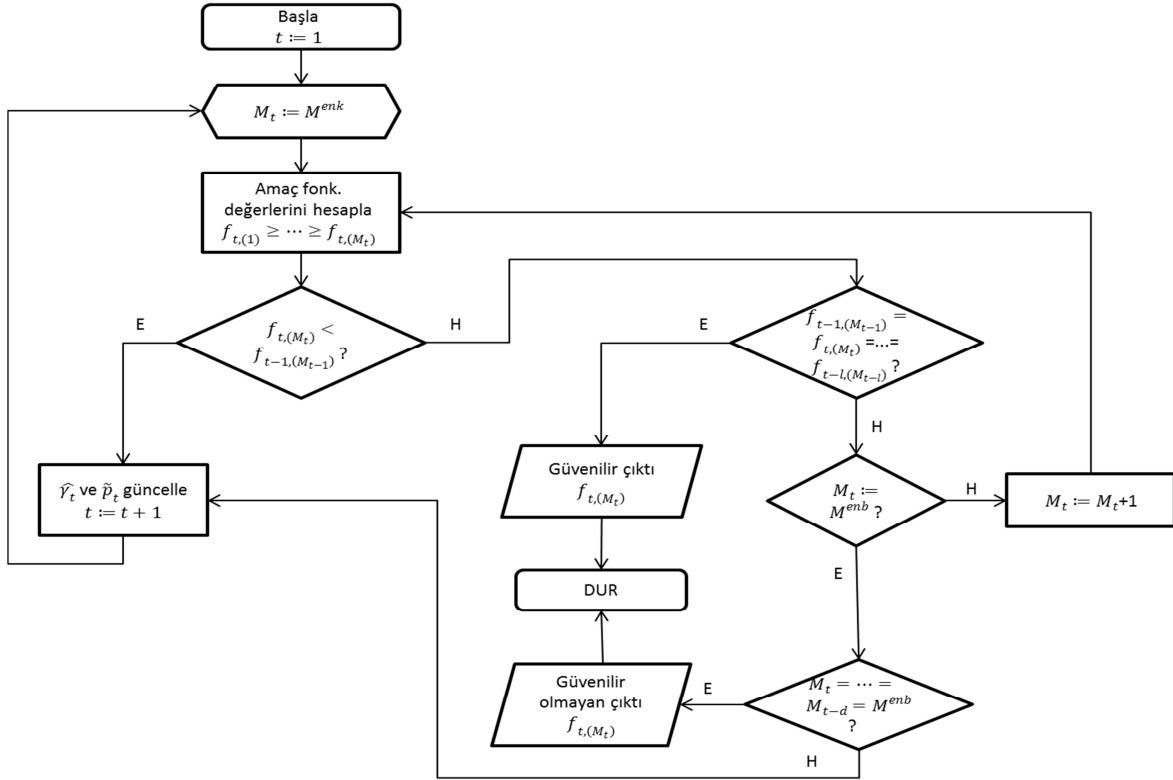 Başla
t := 1
M_t := M^{enk}
Amaç fonk.
değerlerini hesapla
f_{t,(1)} ≥ ⋯ ≥ f_{t,(M_t)}
E
f_{t,(M_t)} <
f_{t−1,(M_{t−1})} ?
H
E
f_{t−1,(M_{t−1})} =
f_{t,(M_t)} =...=
f_{t−l,(M_{t−l})} ?
H
γ̂_t ve p̃_t güncelle
t := t + 1
Güvenilir çıktı
f_{t,(M_t)}
M_t :=
M^{enb} ?
H
M_t := M_t+1
E
DUR
Güvenilir
olmayan çıktı
f_{t,(M_t)}
E
M_t = ⋯ =
M_{t−d} = M^{enb}
?
H